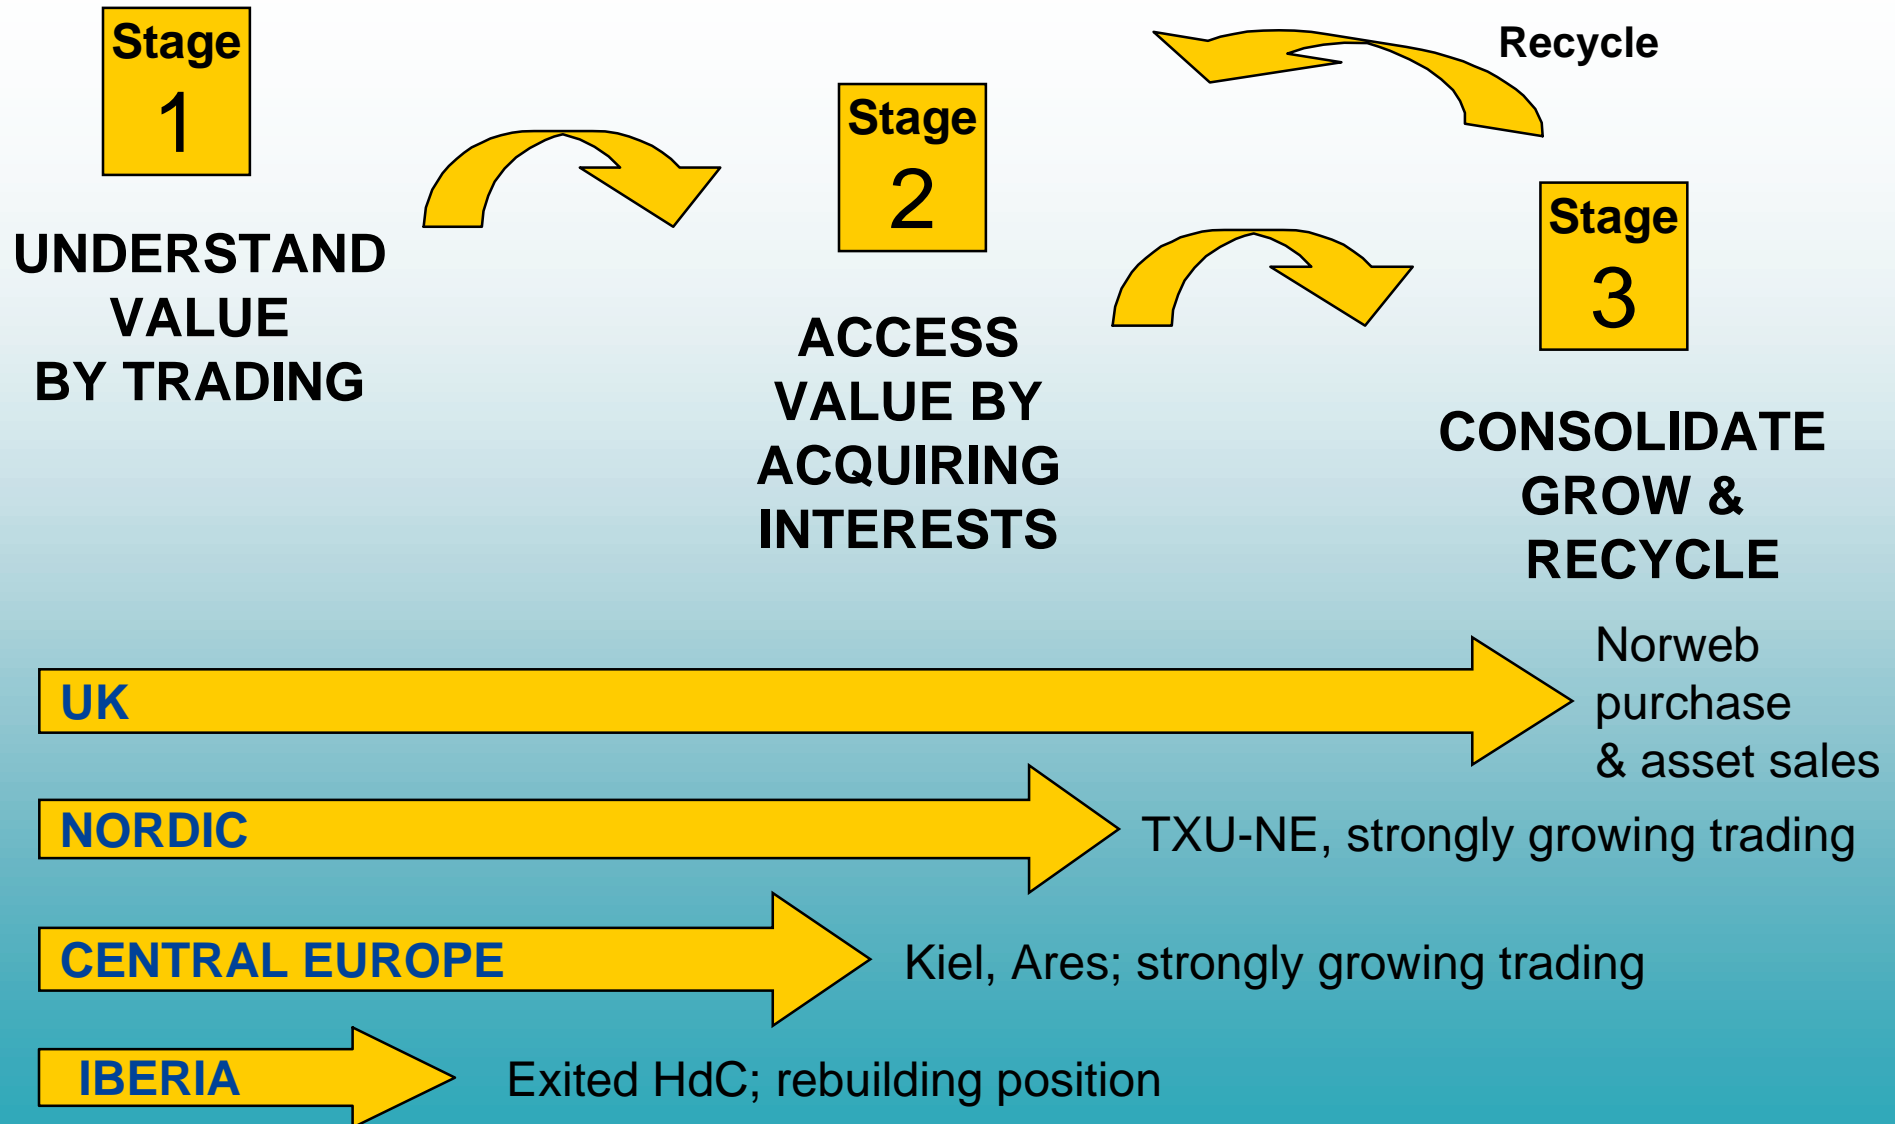 Stage
1
UNDERSTAND
VALUE
BY TRADING
Stage
2
ACCESS
VALUE BY
ACQUIRING
INTERESTS
Recycle
Stage
3
CONSOLIDATE
GROW &
RECYCLE
UK
Norweb
purchase
& asset sales
NORDIC
TXU-NE, strongly growing trading
CENTRAL EUROPE
Kiel, Ares; strongly growing trading
IBERIA
Exited HdC; rebuilding position